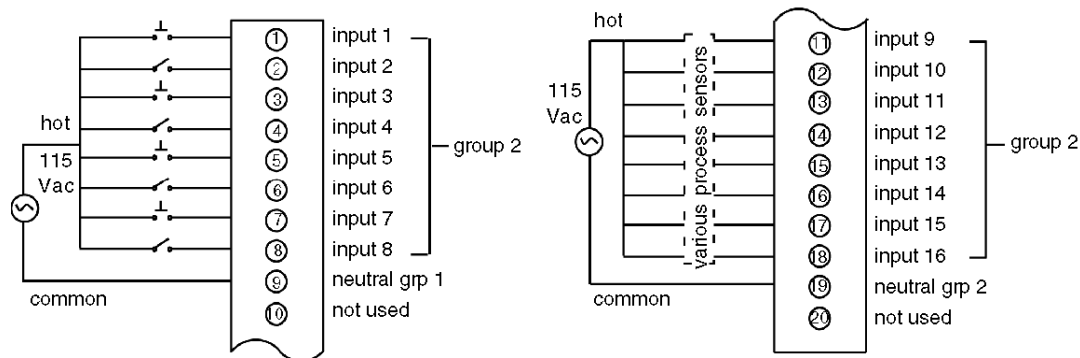 hot
115
Vac
common
1 input 1
2 input 2
3 input 3
4 input 4
5 input 5
6 input 6
7 input 7
8 input 8
9 neutral grp 1
10 not used
group 2
hot
115
Vac
common
various process sensors
11 input 9
12 input 10
13 input 11
14 input 12
15 input 13
16 input 14
17 input 15
18 input 16
19 neutral grp 2
20 not used
group 2